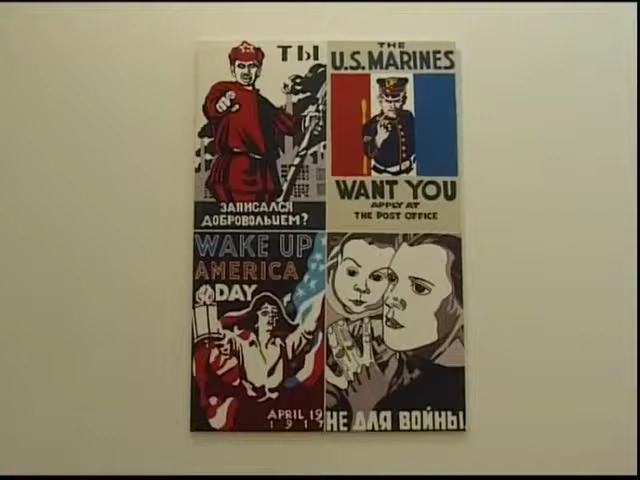 ТЫ
ЗАПИСАЛСЯ
ДОБРОВОЛЬЦЕМ?
THE
U.S. MARINES
WANT YOU
APPLY AT
THE POST OFFICE
WAKE UP
AMERICA
DAY
APRIL 19
1917
НЕ ДЛЯ ВОЙНЫ